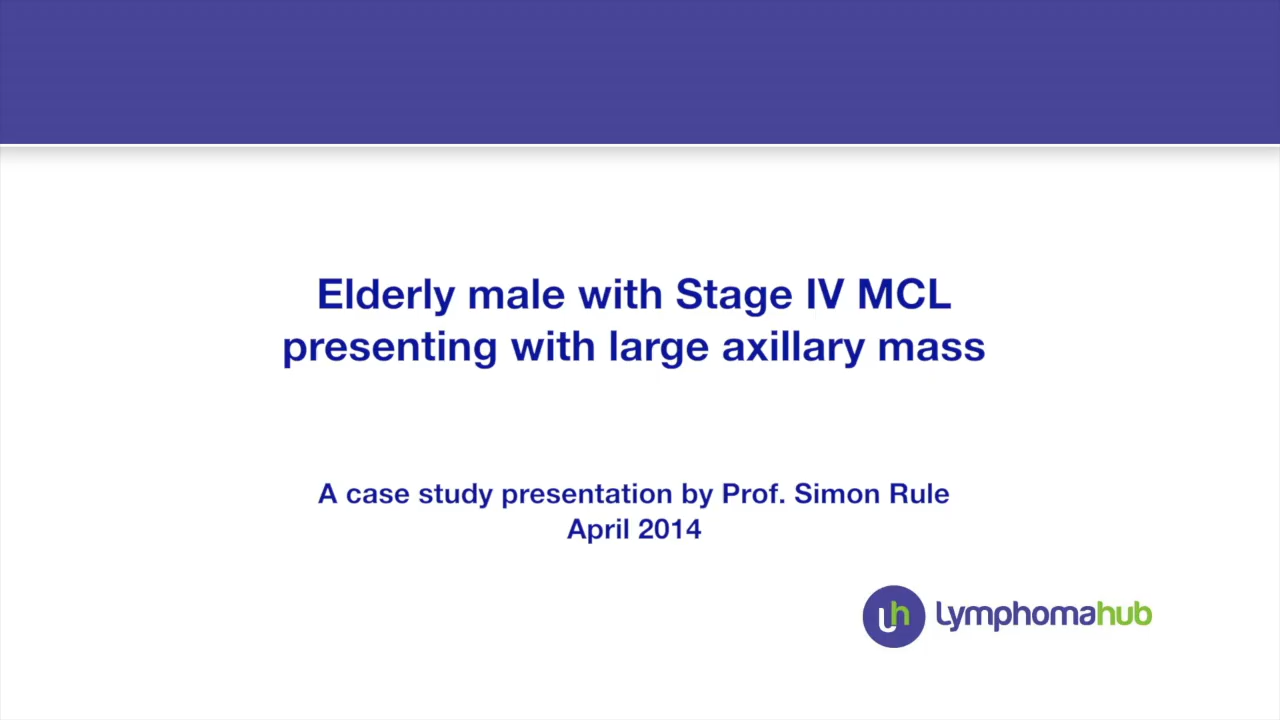 Elderly male with Stage IV MCL
presenting with large axillary mass
A case study presentation by Prof. Simon Rule
April 2014
lh Lymphomahub